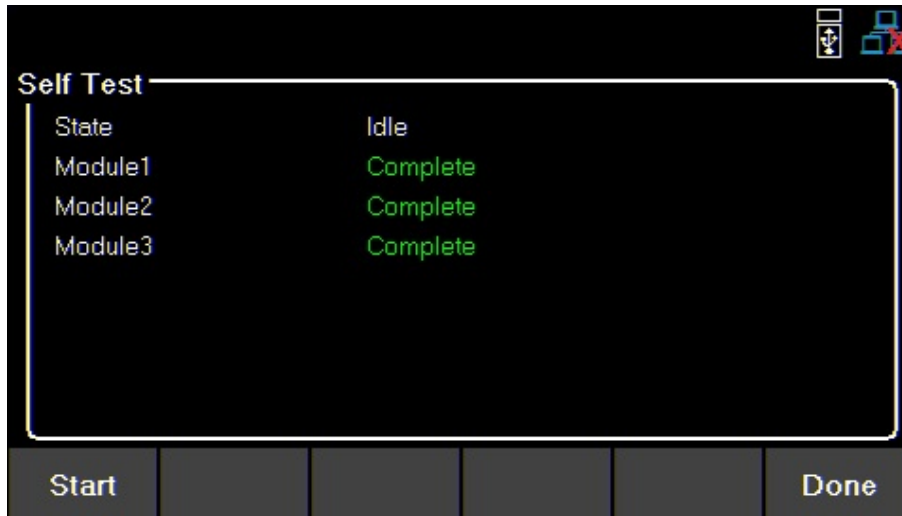 Self Test
State Idle
Module1 Complete
Module2 Complete
Module3 Complete
Start Done